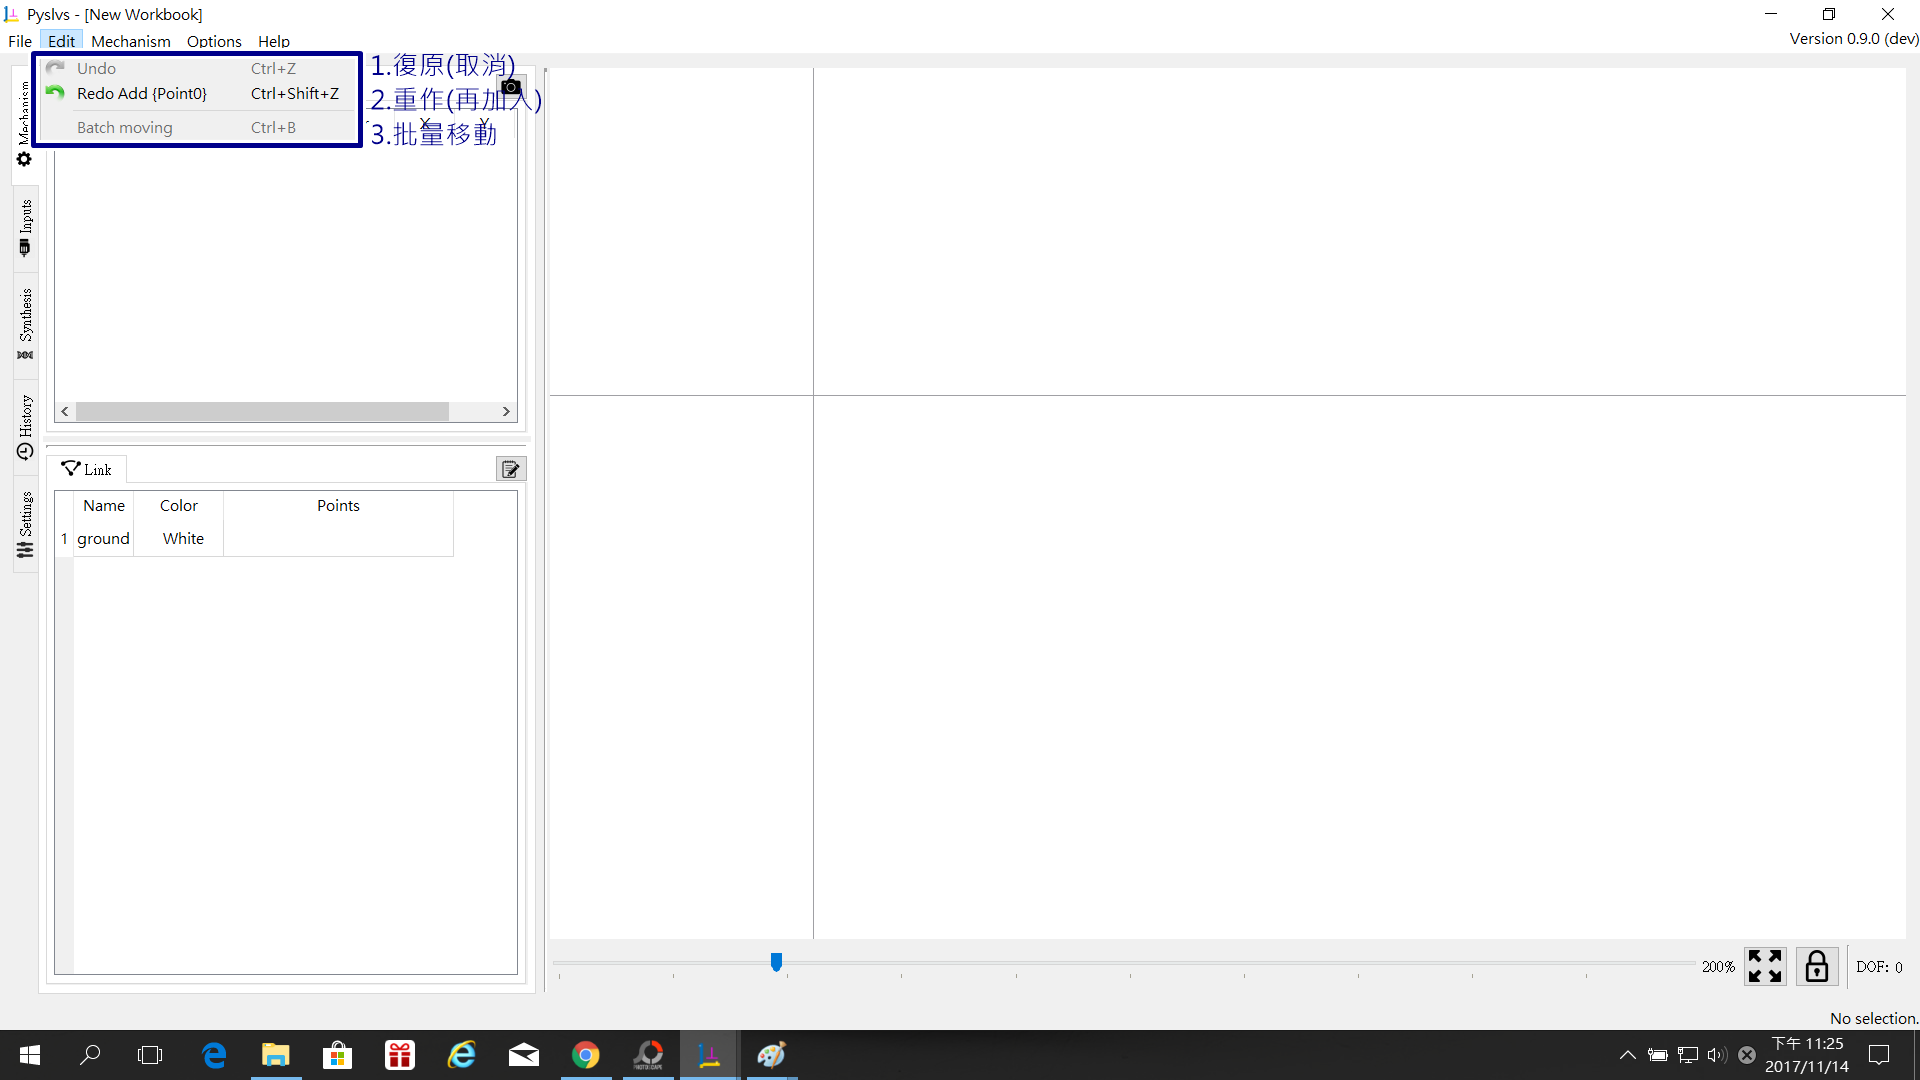 Pyslvs - [New Workbook]
File Edit Mechanism Options Help
Version 0.9.0 (dev)
Undo Ctrl+Z
Redo Add {Point0} Ctrl+Shift+Z
Batch moving Ctrl+B
1.復原(取消)
2.重作(再加入)
3.批量移動
X Y
Mechanism
Inputs
Synthesis
History
Settings
Link
Name Color Points
1 ground White
200%
DOF: 0
No selection.
下午 11:25
2017/11/14